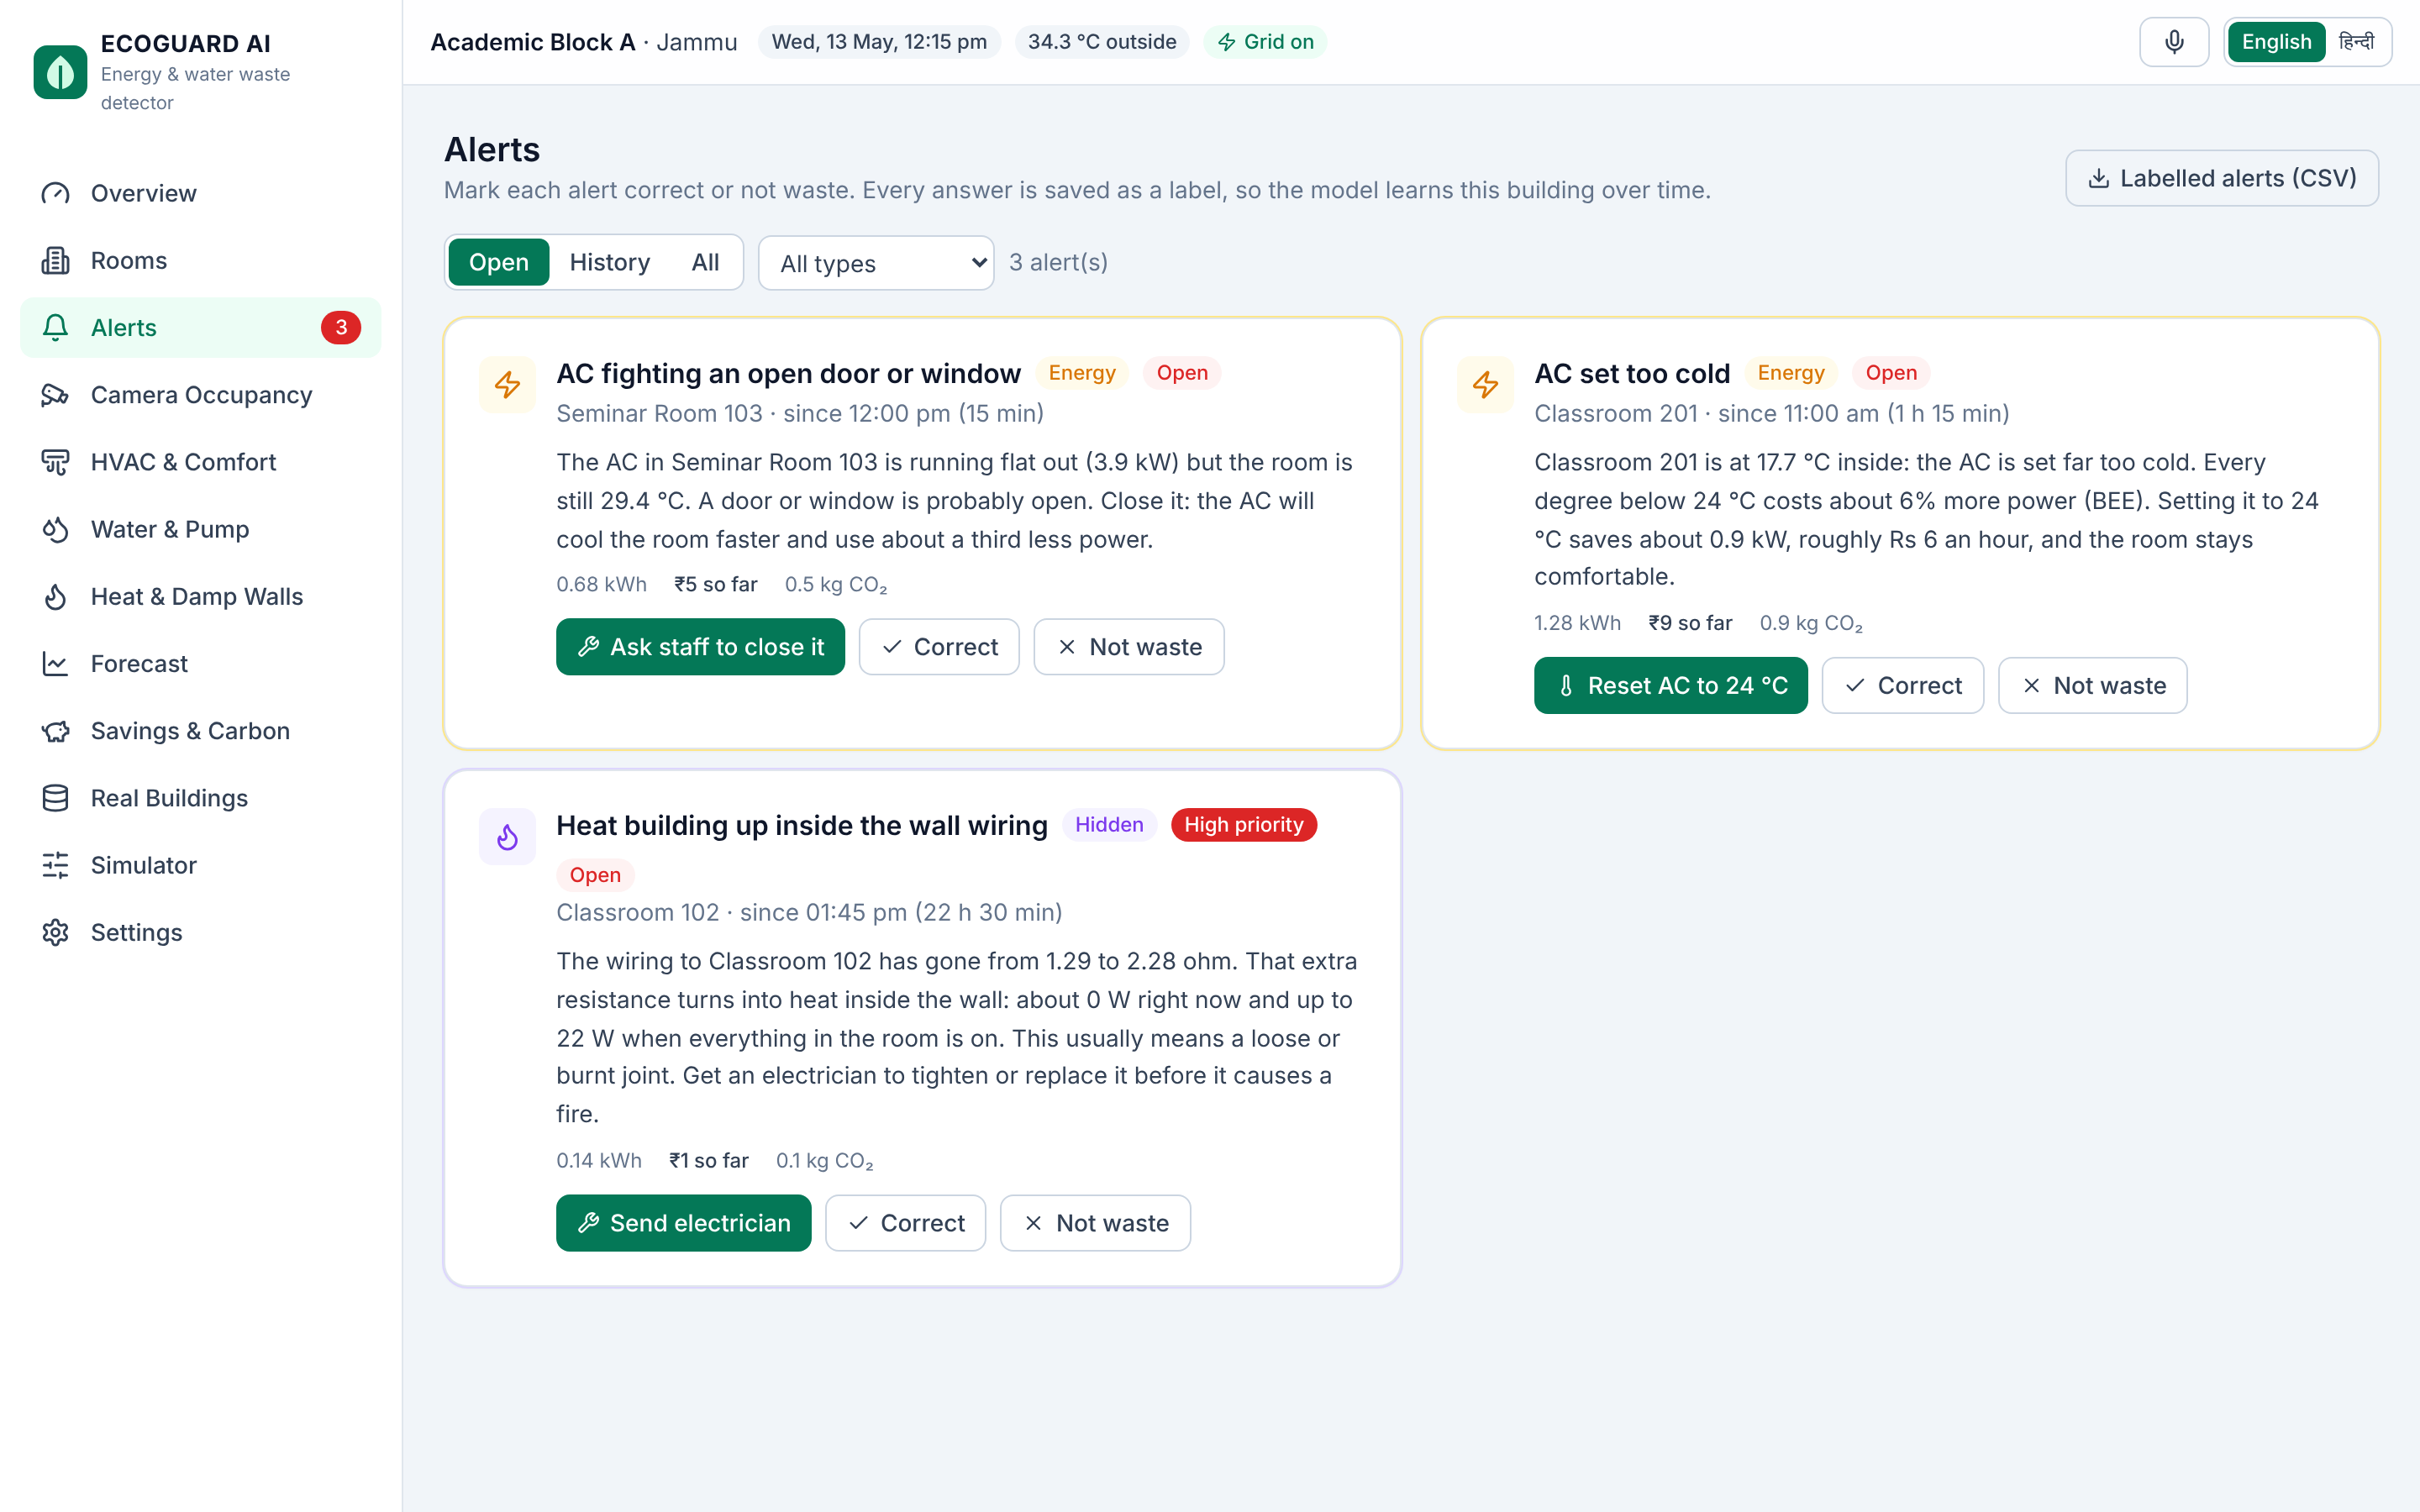 ECOGUARD AI
Energy & water waste
detector
Overview
Rooms
Alerts 3
Camera Occupancy
HVAC & Comfort
Water & Pump
Heat & Damp Walls
Forecast
Savings & Carbon
Real Buildings
Simulator
Settings
Academic Block A · Jammu Wed, 13 May, 12:15 pm 34.3 °C outside Grid on English हिन्दी
Alerts
Mark each alert correct or not waste. Every answer is saved as a label, so the model learns this building over time.
Labelled alerts (CSV)
Open History All All types 3 alert(s)
AC fighting an open door or window Energy Open
Seminar Room 103 · since 12:00 pm (15 min)
The AC in Seminar Room 103 is running flat out (3.9 kW) but the room is
still 29.4 °C. A door or window is probably open. Close it: the AC will
cool the room faster and use about a third less power.
0.68 kWh ₹5 so far 0.5 kg CO₂
Ask staff to close it Correct Not waste
AC set too cold Energy Open
Classroom 201 · since 11:00 am (1 h 15 min)
Classroom 201 is at 17.7 °C inside: the AC is set far too cold. Every
degree below 24 °C costs about 6% more power (BEE). Setting it to 24
°C saves about 0.9 kW, roughly Rs 6 an hour, and the room stays
comfortable.
1.28 kWh ₹9 so far 0.9 kg CO₂
Reset AC to 24 °C Correct Not waste
Heat building up inside the wall wiring Hidden High priority
Open
Classroom 102 · since 01:45 pm (22 h 30 min)
The wiring to Classroom 102 has gone from 1.29 to 2.28 ohm. That extra
resistance turns into heat inside the wall: about 0 W right now and up to
22 W when everything in the room is on. This usually means a loose or
burnt joint. Get an electrician to tighten or replace it before it causes a
fire.
0.14 kWh ₹1 so far 0.1 kg CO₂
Send electrician Correct Not waste